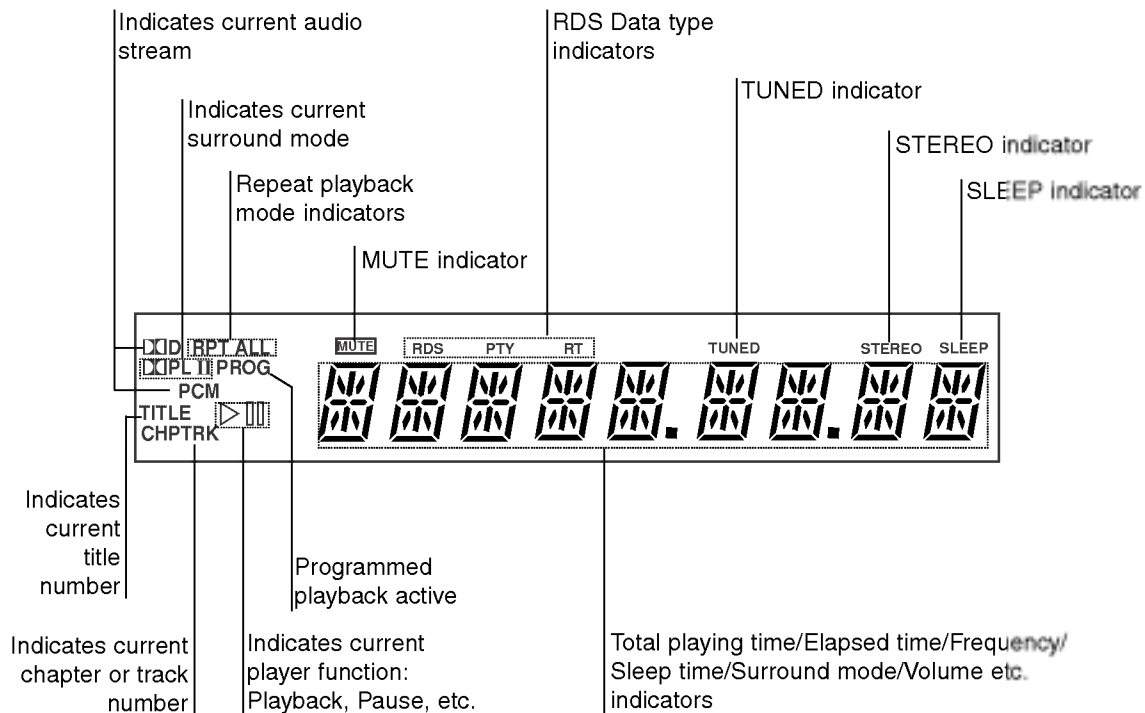 Indicates current audio
stream
RDS Data type
indicators
TUNED indicator
Indicates current
surround mode
STEREO indicator
Repeat playback
mode indicators
SLEEP indicator
MUTE indicator
D RPT ALL
MUTE
RDS PTY RT
TUNED
STEREO
SLEEP
PL II PROG
PCM
TITLE
CHPTRK
Indicates
current
title
number
Programmed
playback active
Indicates current
chapter or track
number
Indicates current
player function:
Playback, Pause, etc.
Total playing time/Elapsed time/Frequency/
Sleep time/Surround mode/Volume etc.
indicators